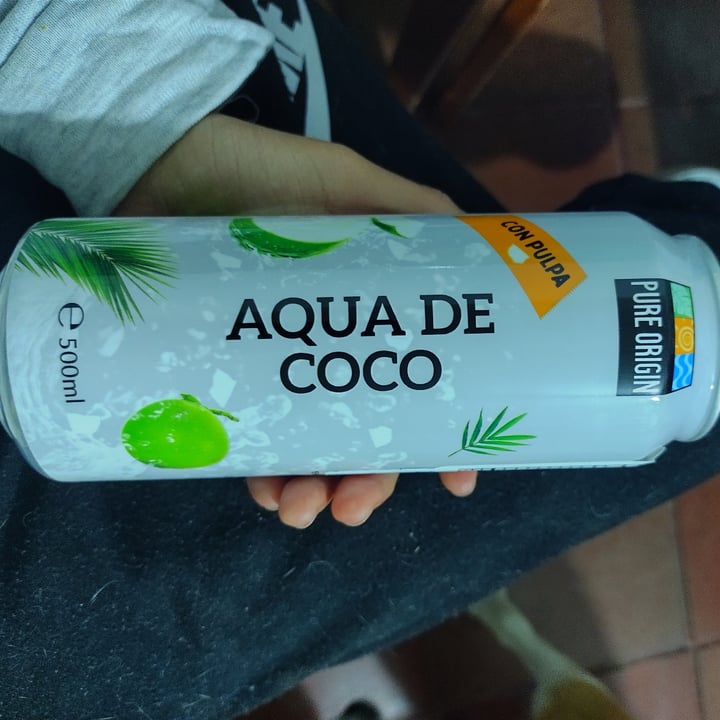 CON PULPA
PURE ORIGIN
AQUA DE
COCO
e 500ml